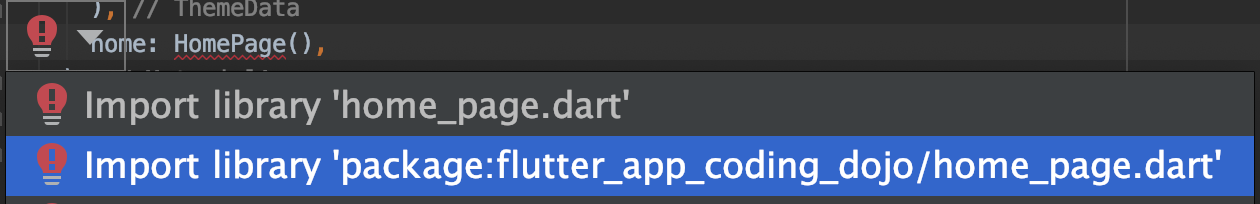 ), // ThemeData
home: HomePage(),
Import library 'home_page.dart'
Import library 'package:flutter_app_coding_dojo/home_page.dart'